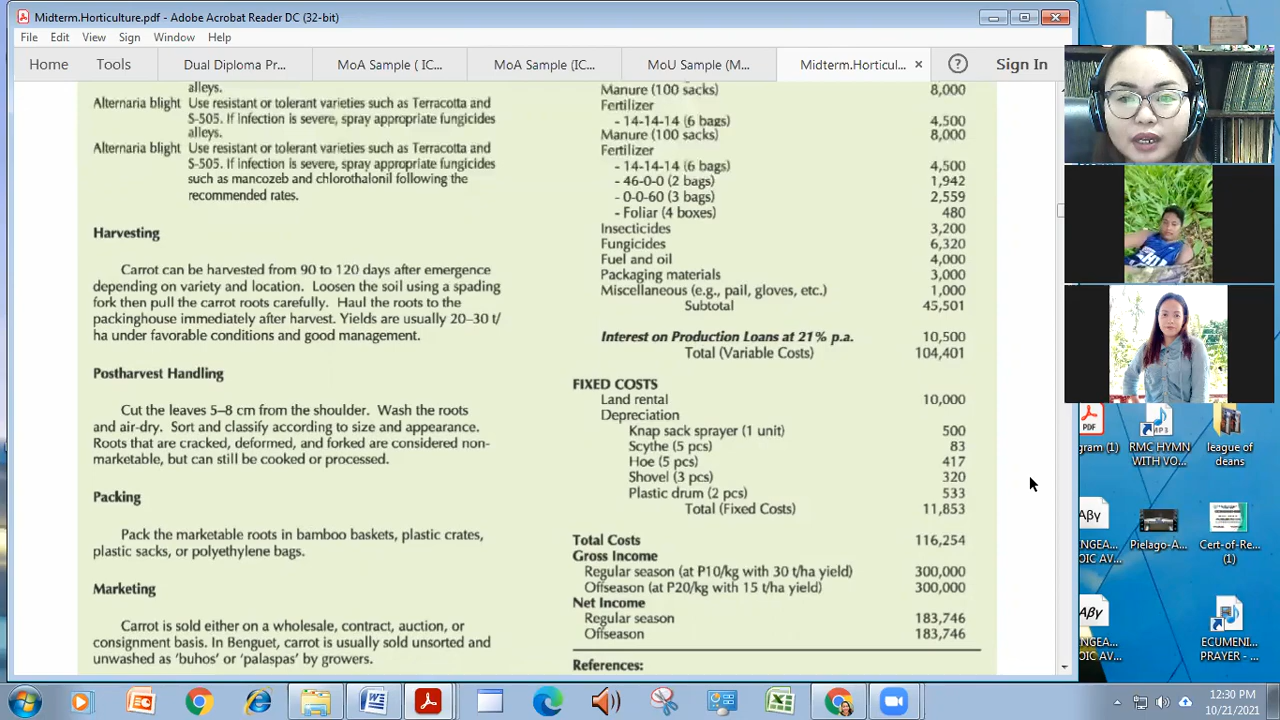 Midterm.Horticulture.pdf - Adobe Acrobat Reader DC (32-bit)
File Edit View Sign Window Help
Home Tools Dual Diploma Pr... MoA Sample ( IC... MoA Sample (IC... MoU Sample (M... Midterm.Horticul... × ? Sign In
alleys.
Alternaria blight Use resistant or tolerant varieties such as Terracotta and
S-505. If infection is severe, spray appropriate fungicides
alleys.
Alternaria blight Use resistant or tolerant varieties such as Terracotta and
S-505. If infection is severe, spray appropriate fungicides
such as mancozeb and chlorothalonil following the
recommended rates.
Harvesting
Carrot can be harvested from 90 to 120 days after emergence
depending on variety and location. Loosen the soil using a spading
fork then pull the carrot roots carefully. Haul the roots to the
packinghouse immediately after harvest. Yields are usually 20–30 t/
ha under favorable conditions and good management.
Postharvest Handling
Cut the leaves 5–8 cm from the shoulder. Wash the roots
and air-dry. Sort and classify according to size and appearance.
Roots that are cracked, deformed, and forked are considered non-
marketable, but can still be cooked or processed.
Packing
Pack the marketable roots in bamboo baskets, plastic crates,
plastic sacks, or polyethylene bags.
Marketing
Carrot is sold either on a wholesale, contract, auction, or
consignment basis. In Benguet, carrot is usually sold unsorted and
unwashed as 'buhos' or 'palaspas' by growers.
Manure (100 sacks) 8,000
Fertilizer
- 14-14-14 (6 bags) 4,500
Manure (100 sacks) 8,000
Fertilizer
- 14-14-14 (6 bags) 4,500
- 46-0-0 (2 bags) 1,942
- 0-0-60 (3 bags) 2,559
- Foliar (4 boxes) 480
Insecticides 3,200
Fungicides 6,320
Fuel and oil 4,000
Packaging materials 3,000
Miscellaneous (e.g., pail, gloves, etc.) 1,000
Subtotal 45,501
Interest on Production Loans at 21% p.a. 10,500
Total (Variable Costs) 104,401
FIXED COSTS
Land rental 10,000
Depreciation
Knap sack sprayer (1 unit) 500
Scythe (5 pcs) 83
Hoe (5 pcs) 417
Shovel (3 pcs) 320
Plastic drum (2 pcs) 533
Total (Fixed Costs) 11,853
Total Costs 116,254
Gross Income
Regular season (at P10/kg with 30 t/ha yield) 300,000
Offseason (at P20/kg with 15 t/ha yield) 300,000
Net Income
Regular season 183,746
Offseason 183,746
References:
PDF MP3
gram (1) RMC HYMN league of
WITH VO... deans
Αβγ
NGEA... Pielago-A... Cert-of-Re...
OIC AV... (1)
Αβγ
NGEA... ECUMENI...
OIC AV... PRAYER - ...
12:30 PM
10/21/2021